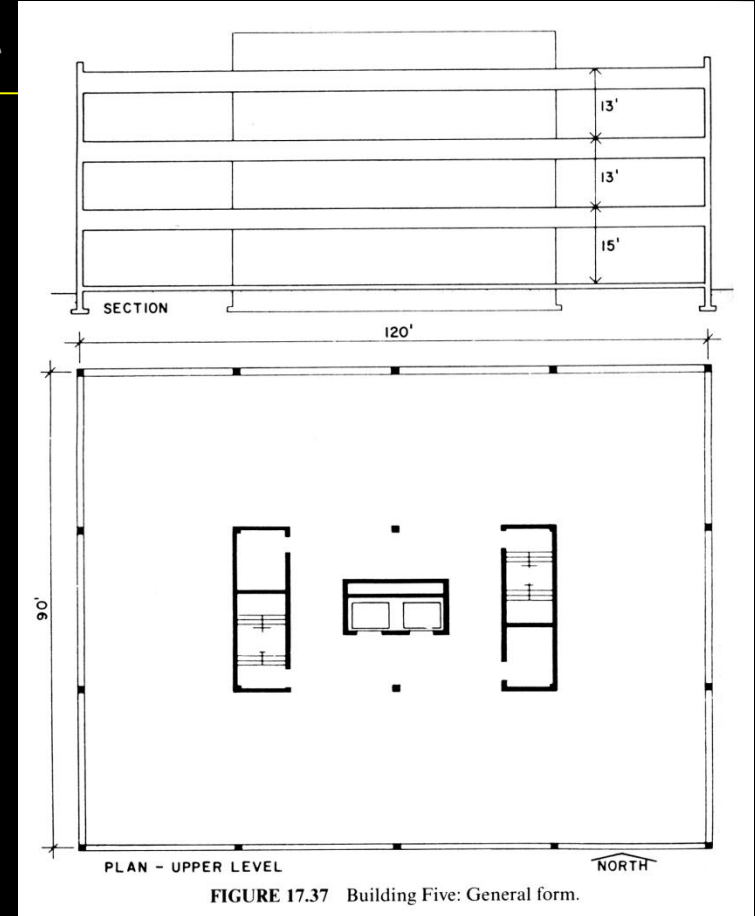 13'
13'
15'
SECTION
120'
90'
PLAN - UPPER LEVEL
NORTH
FIGURE 17.37 Building Five: General form.